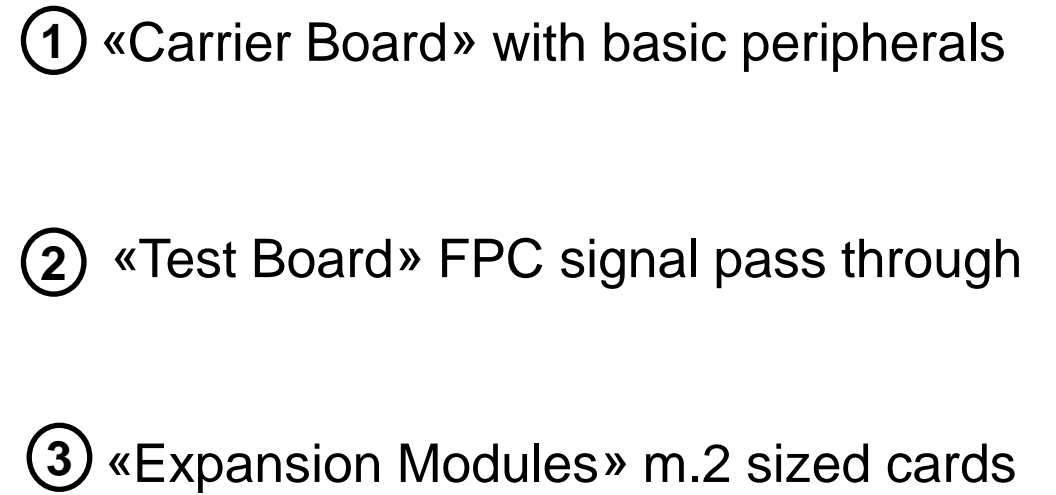 1 «Carrier Board» with basic peripherals
2 «Test Board» FPC signal pass through
3 «Expansion Modules» m.2 sized cards